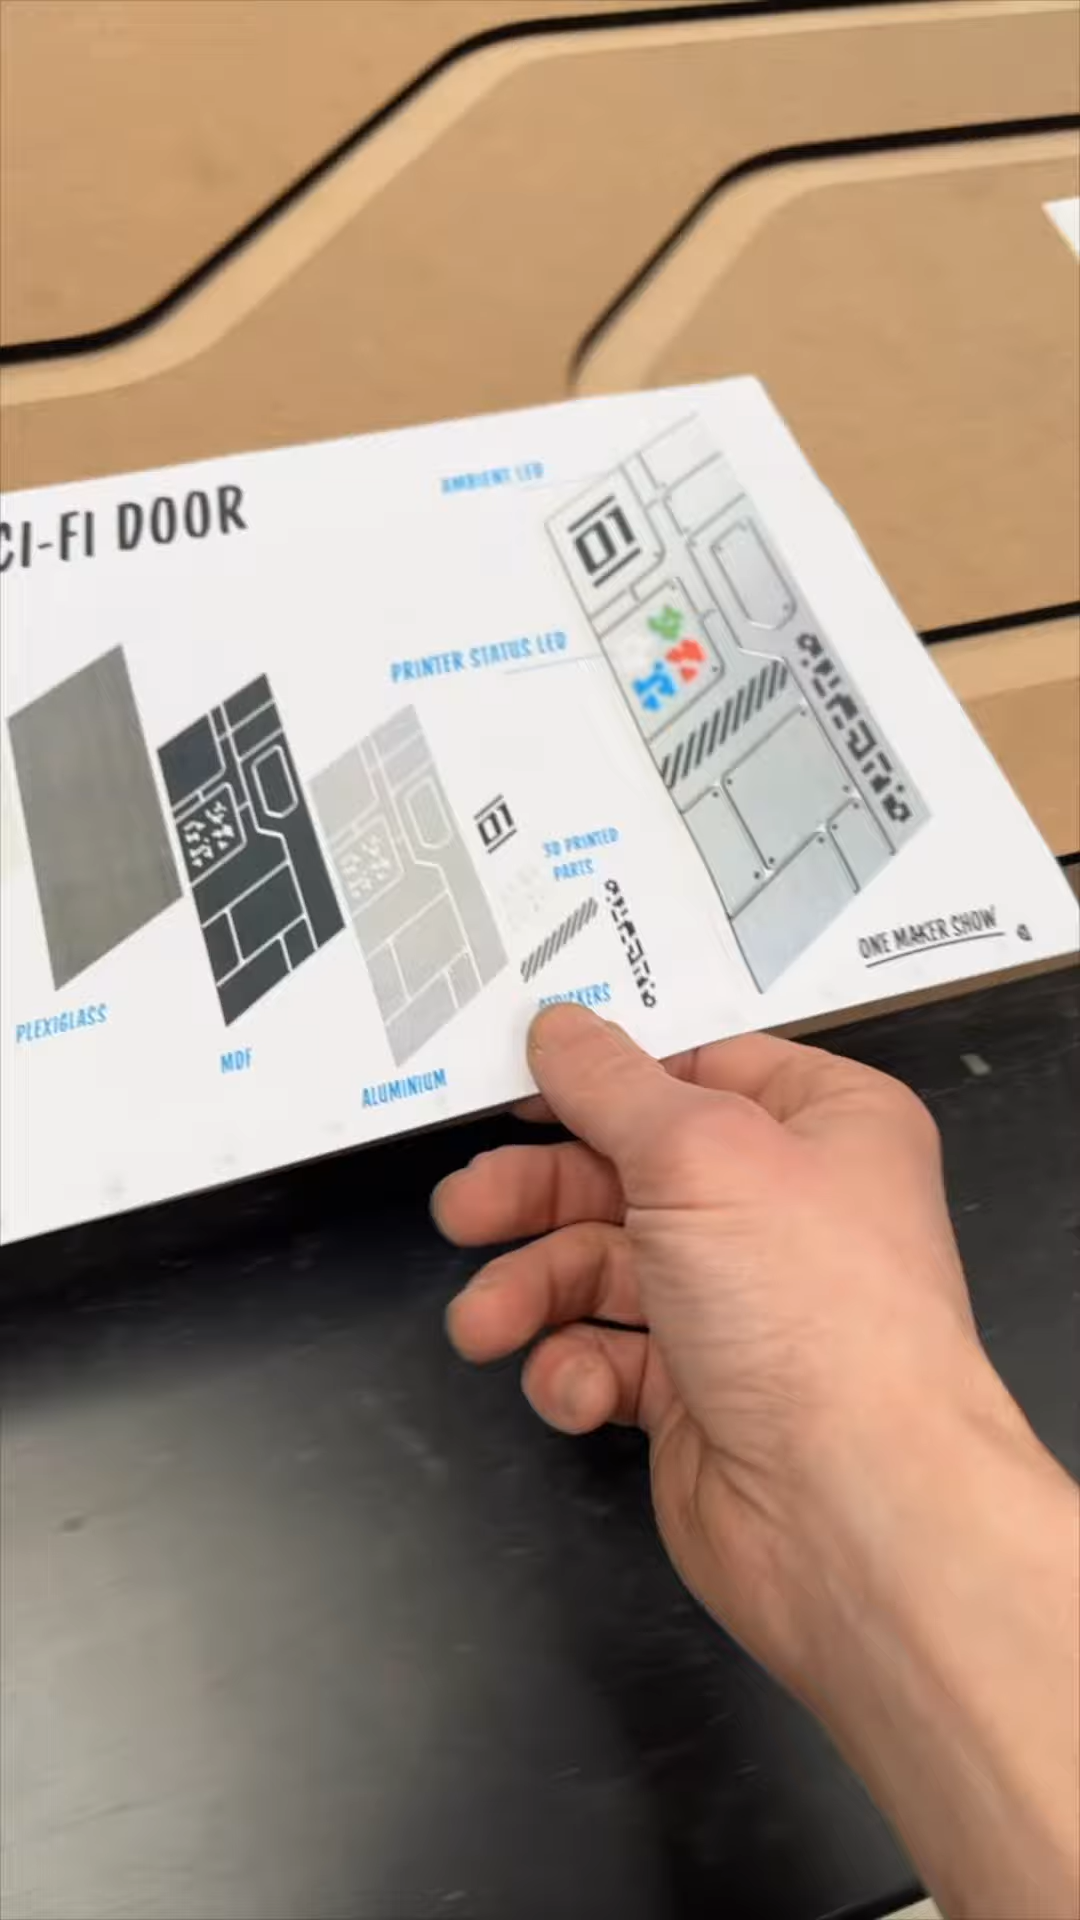 CI-FI DOOR
AMBIENT LED
01
PRINTER STATUS LED
01
3D PRINTED
PARTS
STICKERS
PLEXIGLASS
MDF
ALUMINIUM
ONE MAKER SHOW